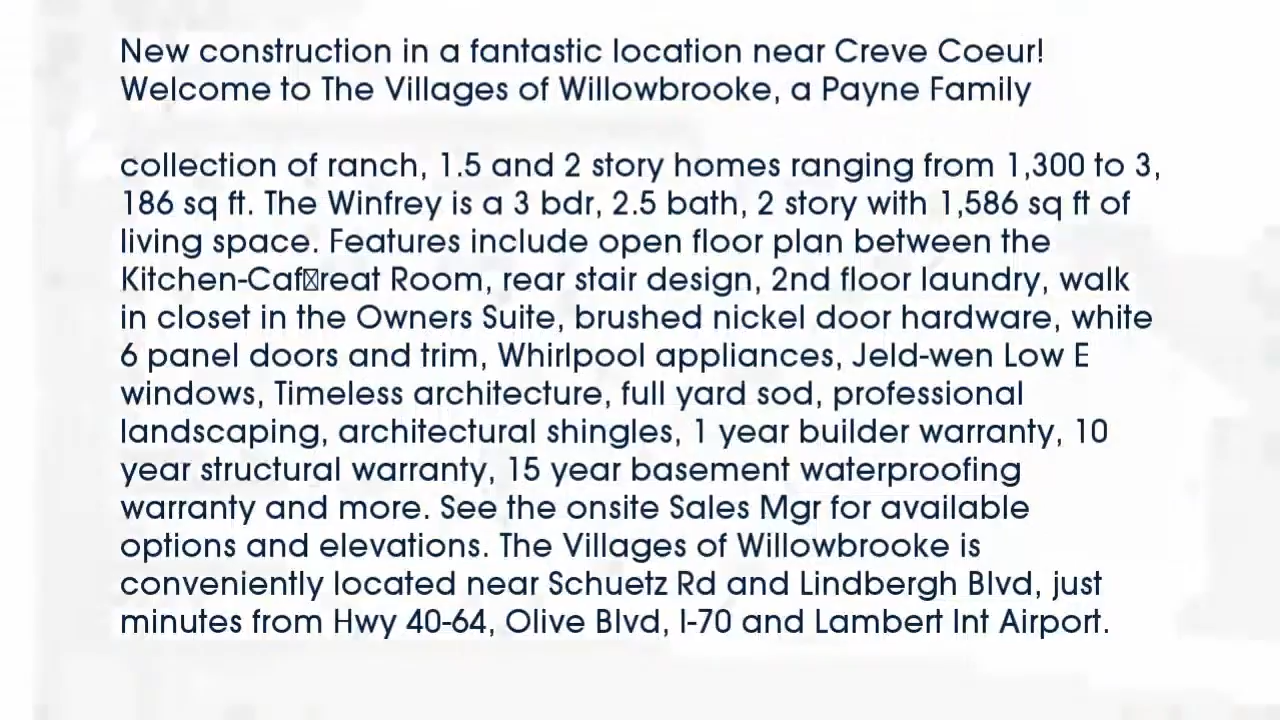 New construction in a fantastic location near Creve Coeur!
Welcome to The Villages of Willowbrooke, a Payne Family
collection of ranch, 1.5 and 2 story homes ranging from 1,300 to 3,
186 sq ft. The Winfrey is a 3 bdr, 2.5 bath, 2 story with 1,586 sq ft of
living space. Features include open floor plan between the
Kitchen-Caf☒reat Room, rear stair design, 2nd floor laundry, walk
in closet in the Owners Suite, brushed nickel door hardware, white
6 panel doors and trim, Whirlpool appliances, Jeld-wen Low E
windows, Timeless architecture, full yard sod, professional
landscaping, architectural shingles, 1 year builder warranty, 10
year structural warranty, 15 year basement waterproofing
warranty and more. See the onsite Sales Mgr for available
options and elevations. The Villages of Willowbrooke is
conveniently located near Schuetz Rd and Lindbergh Blvd, just
minutes from Hwy 40-64, Olive Blvd, I-70 and Lambert Int Airport.